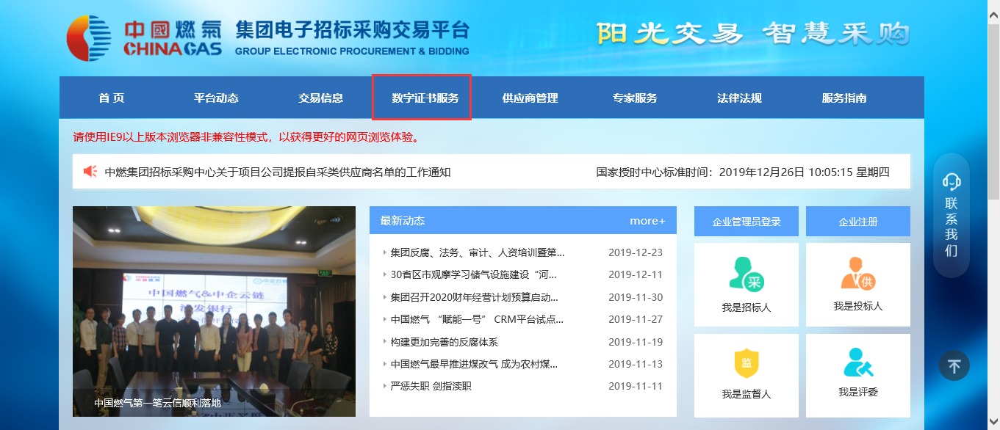 中國燃氣 集团电子招标采购交易平台
CHINAGAS GROUP ELECTRONIC PROCUREMENT & BIDDING
阳光交易 智慧采购
首 页 平台动态 交易信息 数字证书服务 供应商管理 专家服务 法律法规 服务指南
请使用IE9以上版本浏览器非兼容性模式，以获得更好的网页浏览体验。
中燃集团招标采购中心关于项目公司提报自采类供应商名单的工作通知 国家授时中心标准时间：2019年12月26日 10:05:15 星期四
中国燃气&中企云链
中国燃气第一笔云信顺利落地
最新动态 more+
集团反腐、法务、审计、人资培训暨第... 2019-12-23
30省区市观摩学习储气设施建设“河... 2019-12-11
集团召开2020财年经营计划预算启动... 2019-11-30
中国燃气 “赋能一号” CRM平台试点... 2019-11-27
构建更加完善的反腐体系 2019-11-19
中国燃气最早推进煤改气 成为农村煤... 2019-11-13
严惩失职 剑指渎职 2019-11-11
企业管理员登录 企业注册
采 供
我是招标人 我是投标人
监
我是监督人 我是评委
联
系
我
们